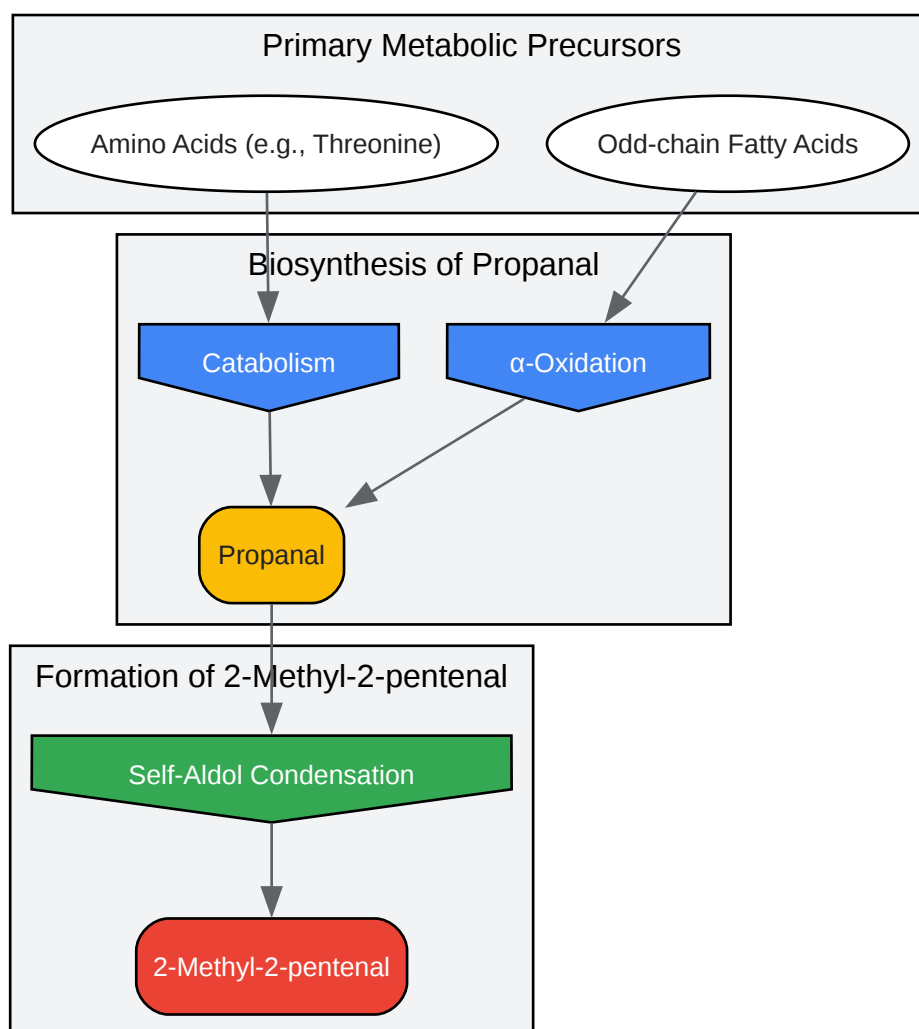 Primary Metabolic Precursors
Amino Acids (e.g., Threonine)
Odd-chain Fatty Acids
Biosynthesis of Propanal
Catabolism
α-Oxidation
Propanal
Formation of 2-Methyl-2-pentenal
Self-Aldol Condensation
2-Methyl-2-pentenal